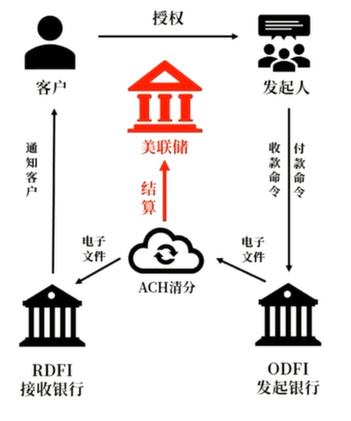 授权
客户
发起人
美联储
通知客户
结算
收款命令
付款命令
电子
文件
电子
文件
ACH清分
RDFI
接收银行
ODFI
发起银行